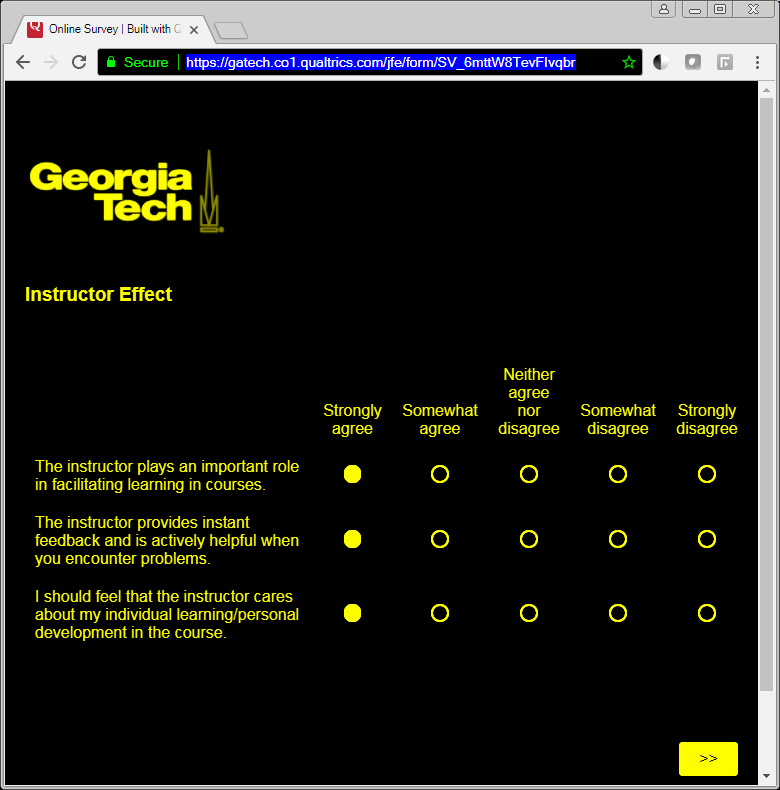 Online Survey | Built with
Secure
https://gatech.co1.qualtrics.com/jfe/form/SV_6mttW8TevFIvqbr
Georgia
Tech
Instructor Effect
Strongly
agree
Somewhat
agree
Neither
agree
nor
disagree
Somewhat
disagree
Strongly
disagree
The instructor plays an important role
in facilitating learning in courses.
The instructor provides instant
feedback and is actively helpful when
you encounter problems.
I should feel that the instructor cares
about my individual learning/personal
development in the course.
>>